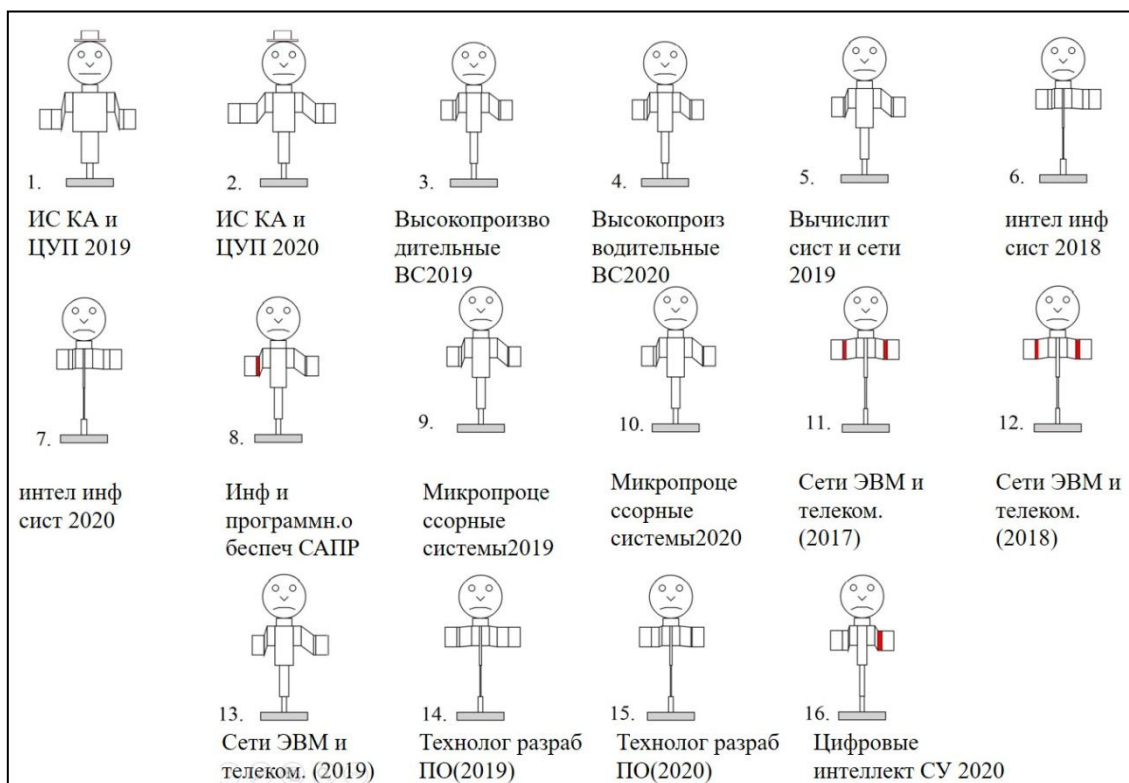 1.
ИС КА и
ЦУП 2019
2.
ИС КА и
ЦУП 2020
3.
Высокопроизво
дительные
ВС2019
4.
Высокопроиз
водительные
ВС2020
5.
Вычислит
сист и сети
2019
6.
интел инф
сист 2018
7.
интел инф
сист 2020
8.
Инф и
программн.о
беспеч САПР
9.
Микропроце
ссорные
системы2019
10.
Микропроце
ссорные
системы2020
11.
Сети ЭВМ и
телеком.
(2017)
12.
Сети ЭВМ и
телеком.
(2018)
13.
Сети ЭВМ и
телеком. (2019)
14.
Технолог разраб
ПО(2019)
15.
Технолог разраб
ПО(2020)
16.
Цифровые
интеллект СУ 2020